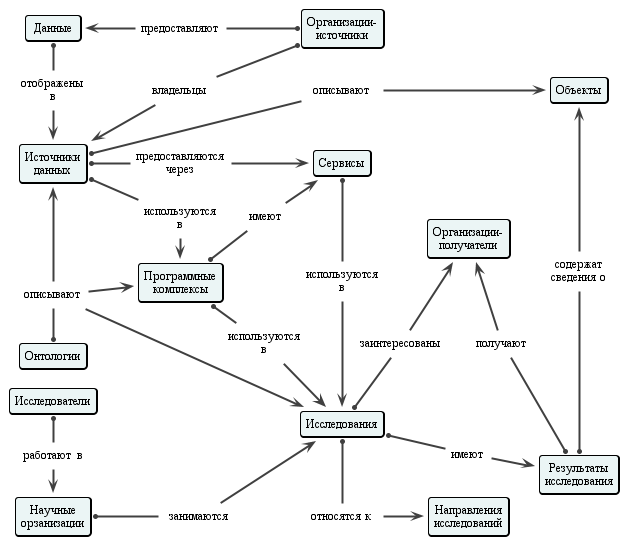 Данные
предоставляют
Организации-
источники
отображены
в
владельцы
описывают
Объекты
Источники
данных
предоставляются
через
Сервисы
используются
в
имеют
Организации-
получатели
Программные
комплексы
используются
в
содержат
сведения о
описывают
используются
в
заинтересованы
получают
Онтологии
Исследователи
Исследования
работают в
имеют
Результаты
исследования
Научные
орзанизации
занимаются
относятся к
Направления
исследований